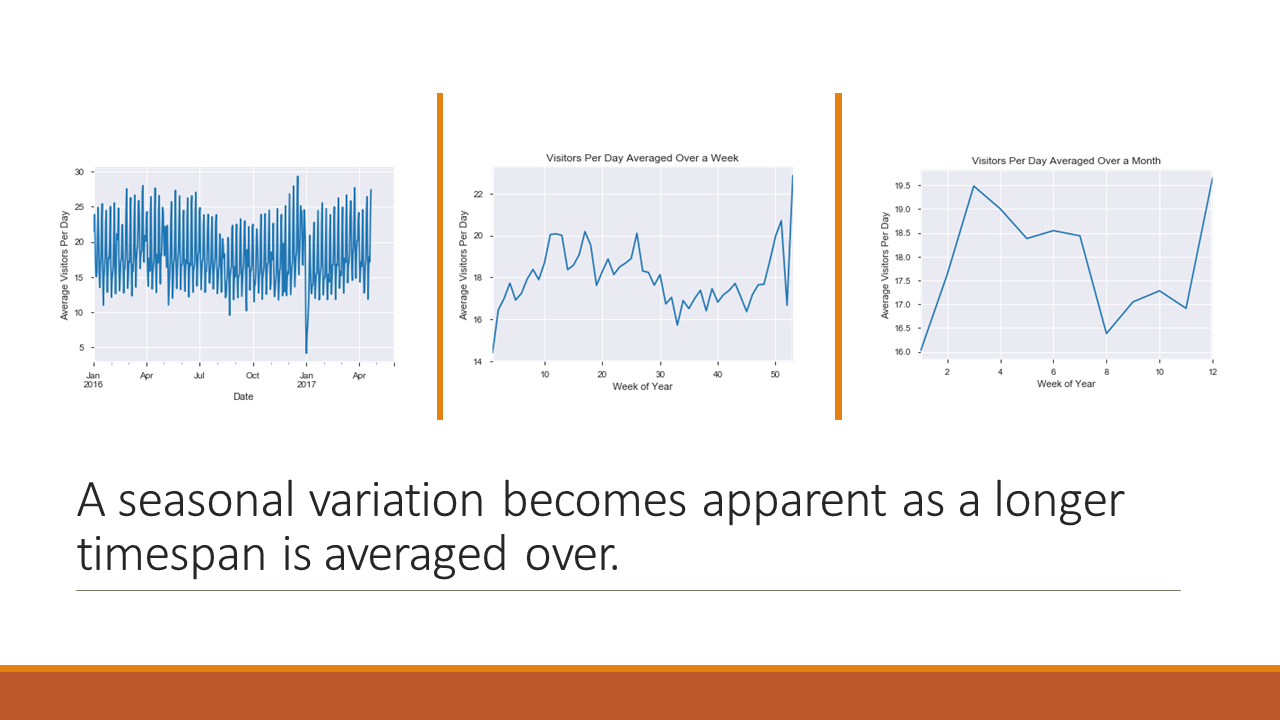 30
25
20
15
10
5
Average Visitors Per Day
Jan Apr Jul Oct Jan Apr
2016 2017
Date
Visitors Per Day Averaged Over a Week
22
20
18
16
14
Average Visitors Per Day
10 20 30 40 50
Week of Year
Visitors Per Day Averaged Over a Month
19.5
19.0
18.5
18.0
17.5
17.0
16.5
16.0
Average Visitors Per Day
2 4 6 8 10 12
Week of Year
A seasonal variation becomes apparent as a longer
timespan is averaged over.